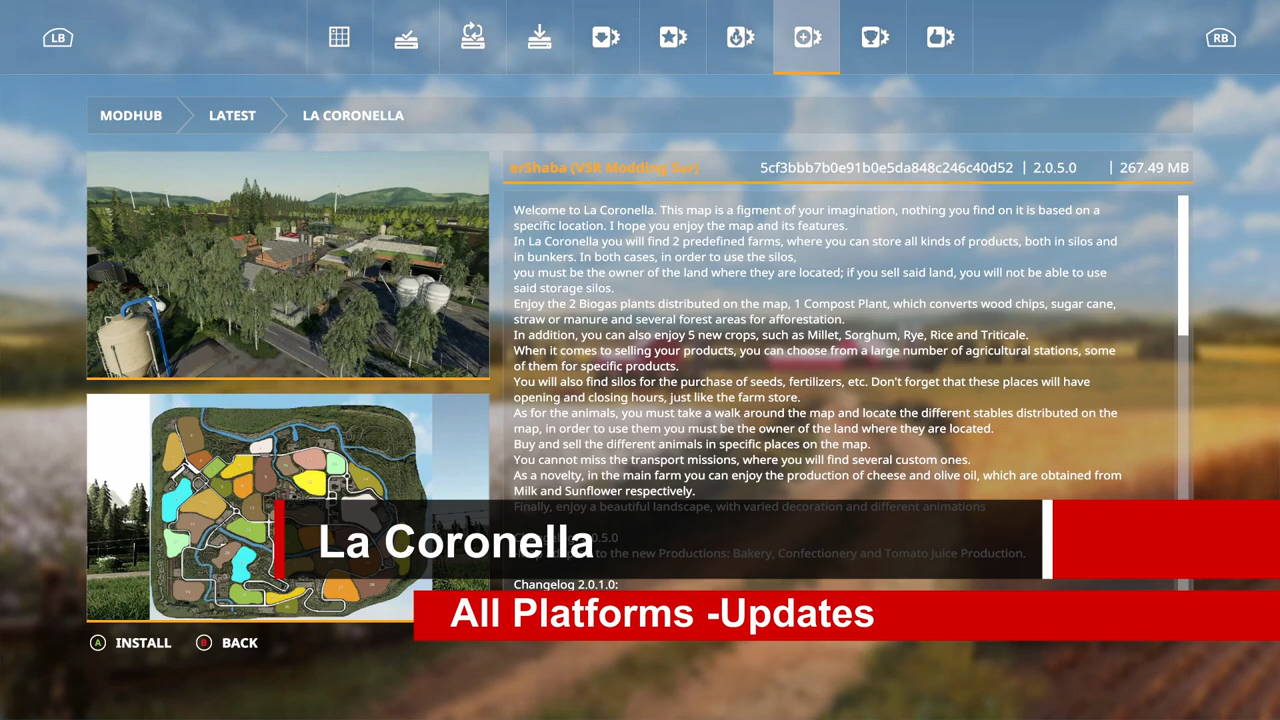 LB
RB
MODHUB LATEST LA CORONELLA
erShaba (VSR Modding Sur) 5cf3bbb7b0e91b0e5da848c246c40d52 | 2.0.5.0 | 267.49 MB
Welcome to La Coronella. This map is a figment of your imagination, nothing you find on it is based on a
specific location. I hope you enjoy the map and its features.
In La Coronella you will find 2 predefined farms, where you can store all kinds of products, both in silos and
in bunkers. In both cases, in order to use the silos,
you must be the owner of the land where they are located; if you sell said land, you will not be able to use
said storage silos.
Enjoy the 2 Biogas plants distributed on the map, 1 Compost Plant, which converts wood chips, sugar cane,
straw or manure and several forest areas for afforestation.
In addition, you can also enjoy 5 new crops, such as Millet, Sorghum, Rye, Rice and Triticale.
When it comes to selling your products, you can choose from a large number of agricultural stations, some
of them for specific products.
You will also find silos for the purchase of seeds, fertilizers, etc. Don't forget that these places will have
opening and closing hours, just like the farm store.
As for the animals, you must take a walk around the map and locate the different stables distributed on the
map, in order to use them you must be the owner of the land where they are located.
Buy and sell the different animals in specific places on the map.
You cannot miss the transport missions, where you will find several custom ones.
As a novelty, in the main farm you can enjoy the production of cheese and olive oil, which are obtained from
Milk and Sunflower respectively.
Finally, enjoy a beautiful landscape, with varied decoration and different animations
La Coronella
to the new Productions: Bakery, Confectionery and Tomato Juice Production.
Changelog 2.0.1.0:
All Platforms -Updates
A INSTALL B BACK